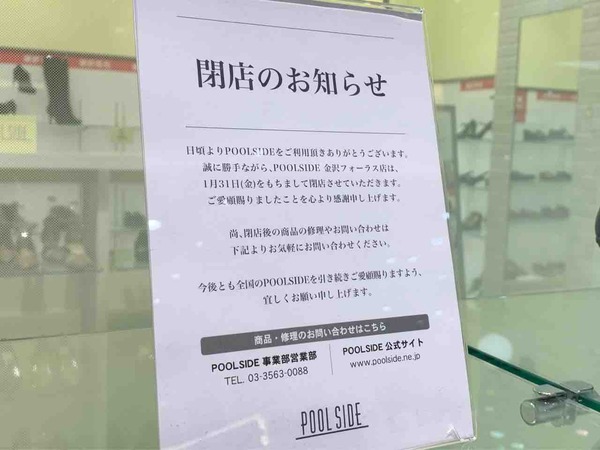 閉店のお知らせ
日頃よりPOOLSIDEをご利用頂きありがとうございます。
誠に勝手ながら、POOLSIDE 金沢フォーラス店は、
1月31日(金)をもちまして閉店させていただきます。
ご愛顧賜りましたことを心より感謝申し上げます。
尚、閉店後の商品の修理やお問い合わせは
下記よりお気軽にお問い合わせください。
今後とも全国のPOOLSIDEを引き続きご愛顧賜りますよう、
宜しくお願い申し上げます。
商品・修理のお問い合わせはこちら
POOLSIDE 事業部営業部
TEL. 03-3563-0088
POOLSIDE 公式サイト
www.poolside.ne.jp
POOL SIDE